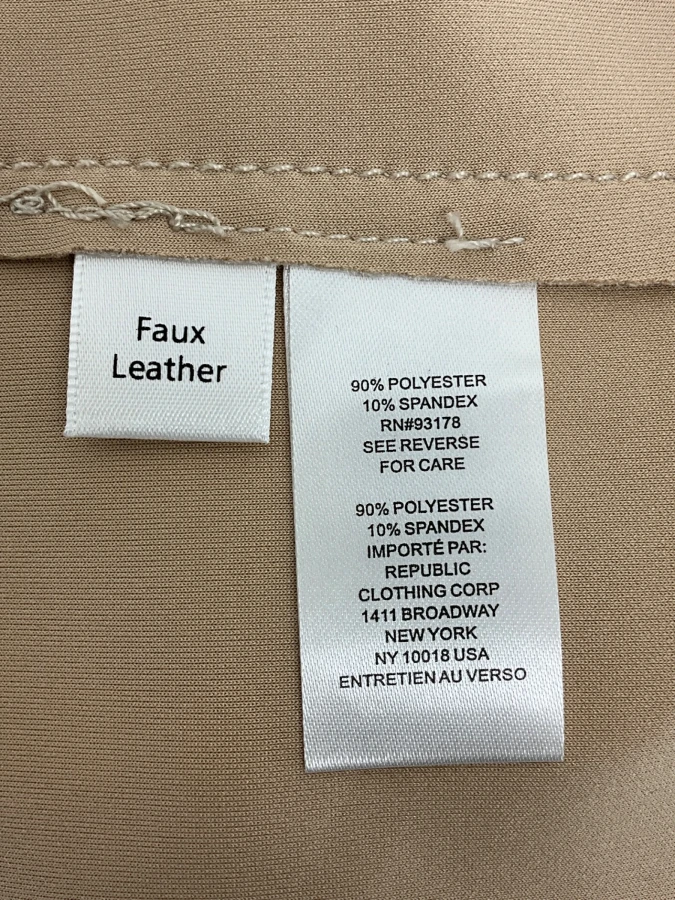 Faux
Leather
90% POLYESTER
10% SPANDEX
RN#93178
SEE REVERSE
FOR CARE
90% POLYESTER
10% SPANDEX
IMPORTÉ PAR:
REPUBLIC
CLOTHING CORP
1411 BROADWAY
NEW YORK
NY 10018 USA
ENTRETIEN AU VERSO